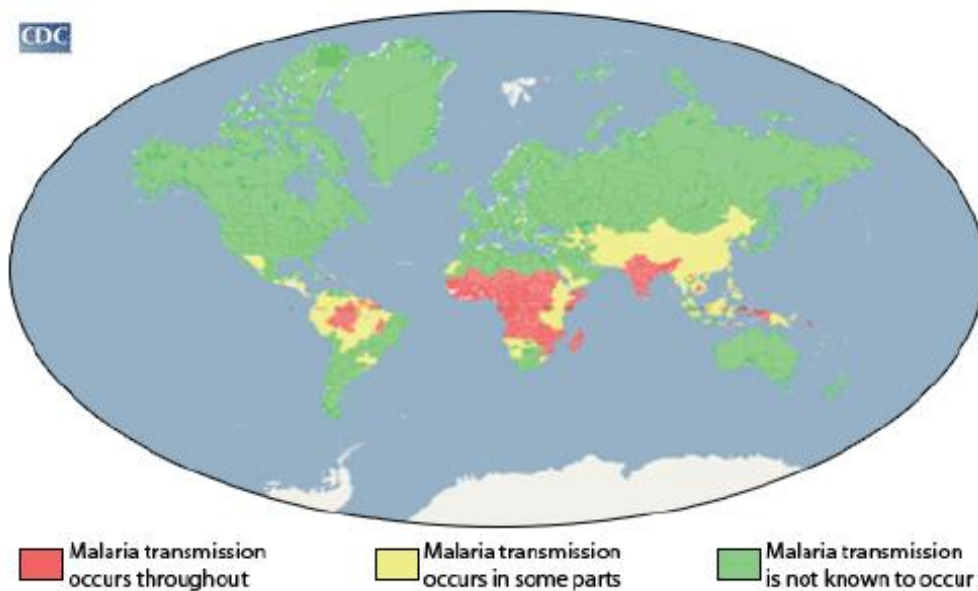 CDC
Malaria transmission
occurs throughout
Malaria transmission
occurs in some parts
Malaria transmission
is not known to occur